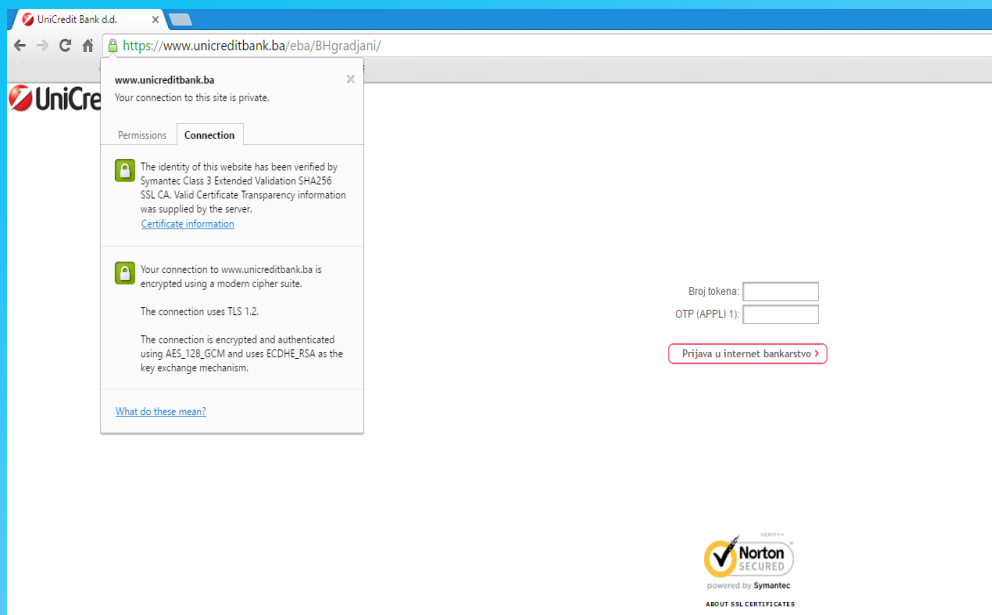 UniCredit Bank d.d.
https://www.unicreditbank.ba/eba/BHgradjani/
UniCre
www.unicreditbank.ba
Your connection to this site is private.
Permissions
Connection
The identity of this website has been verified by
Symantec Class 3 Extended Validation SHA256
SSL CA. Valid Certificate Transparency information
was supplied by the server.
Certificate information
Your connection to www.unicreditbank.ba is
encrypted using a modern cipher suite.
The connection uses TLS 1.2.
The connection is encrypted and authenticated
using AES_128_GCM and uses ECDHE_RSA as the
key exchange mechanism.
What do these mean?
Broj tokena:
OTP (APPLI 1):
Prijava u internet bankarstvo
VERIFY
Norton
SECURED
powered by Symantec
ABOUT SSL CERTIFICATES